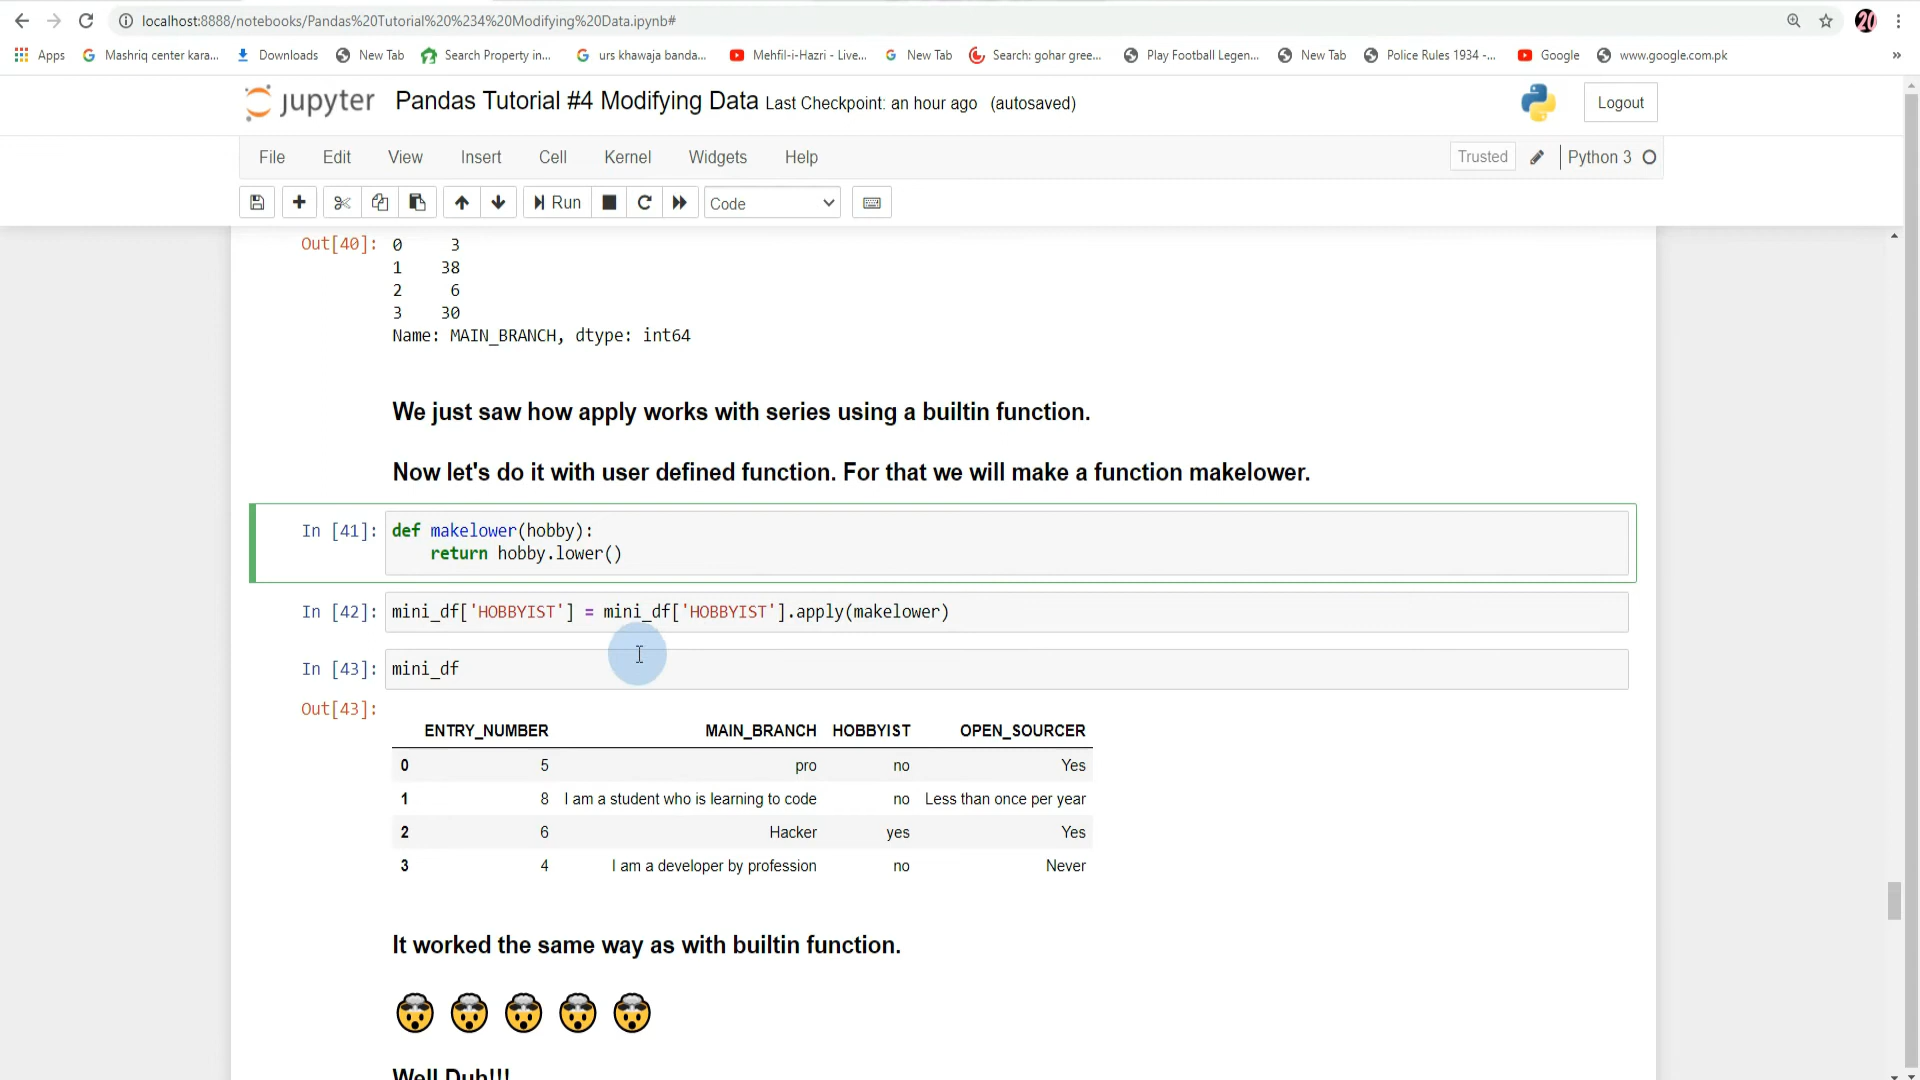 localhost:8888/notebooks/Pandas%20Tutorial%20%234%20Modifying%20Data.ipynb#
20
Apps Mashriq center kara... Downloads New Tab Search Property in... urs khawaja banda... Mehfil-i-Hazri - Live... New Tab Search: gohar gree... Play Football Legen... New Tab Police Rules 1934 -... Google www.google.com.pk »
jupyter Pandas Tutorial #4 Modifying Data Last Checkpoint: an hour ago (autosaved) Logout
File Edit View Insert Cell Kernel Widgets Help Trusted Python 3
Run Code
Out[40]: 0 3
1 38
2 6
3 30
Name: MAIN_BRANCH, dtype: int64
We just saw how apply works with series using a builtin function.
Now let's do it with user defined function. For that we will make a function makelower.
In [41]: def makelower(hobby):
return hobby.lower()
In [42]: mini_df['HOBBYIST'] = mini_df['HOBBYIST'].apply(makelower)
In [43]: mini_df
Out[43]:
ENTRY_NUMBER MAIN_BRANCH HOBBYIST OPEN_SOURCER
0 5 pro no Yes
1 8 I am a student who is learning to code no Less than once per year
2 6 Hacker yes Yes
3 4 I am a developer by profession no Never
It worked the same way as with builtin function.
Well Duh!!!